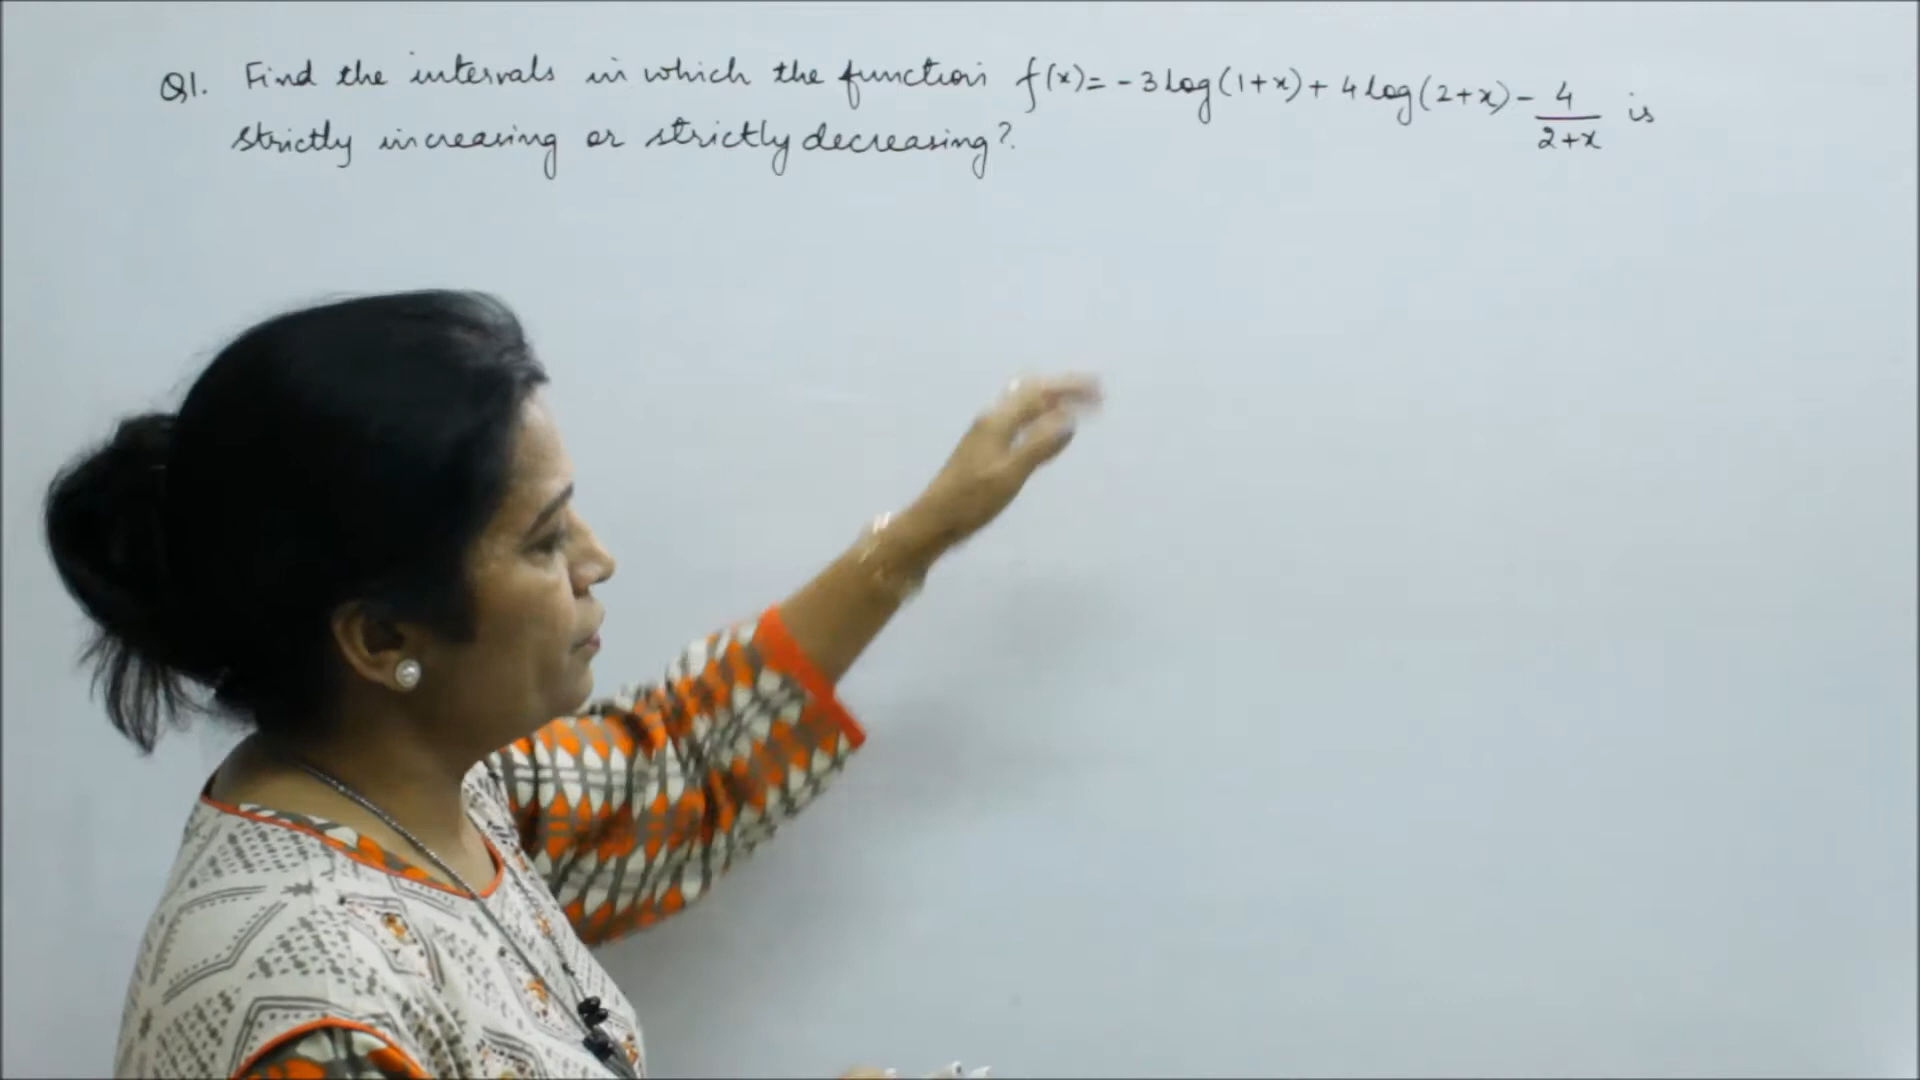 Q1. Find the intervals in which the function f(x) = -3 log(1+x) + 4 log(2+x) - 4/(2+x) is
strictly increasing or strictly decreasing?